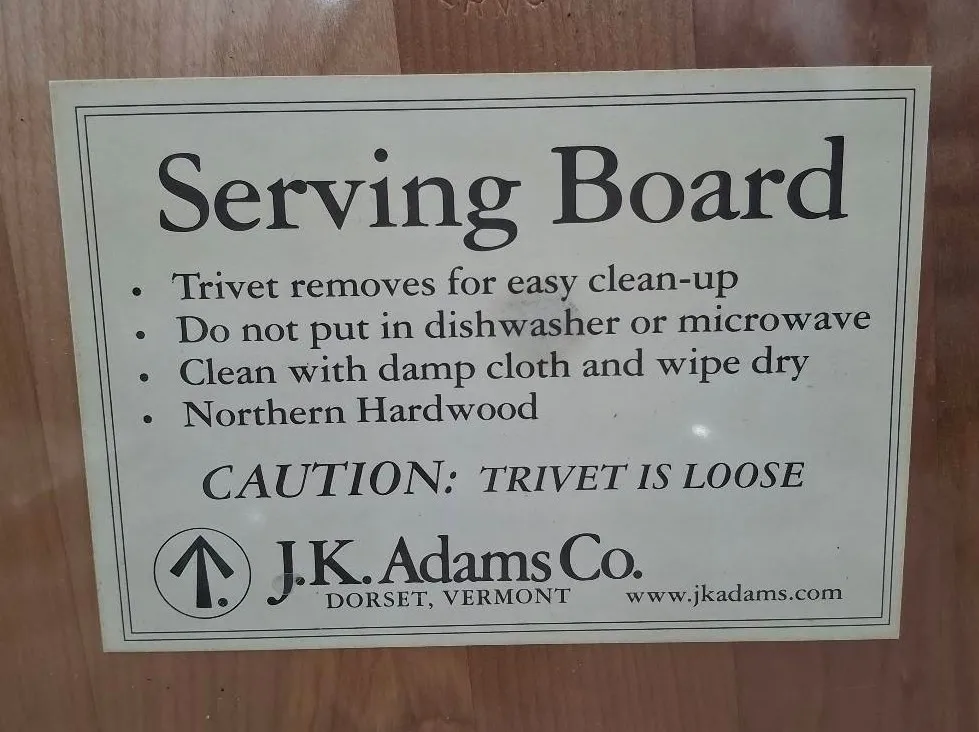 Serving Board
• Trivet removes for easy clean-up
• Do not put in dishwasher or microwave
• Clean with damp cloth and wipe dry
• Northern Hardwood
CAUTION: TRIVET IS LOOSE
J.K. Adams Co.
DORSET, VERMONT www.jkadams.com